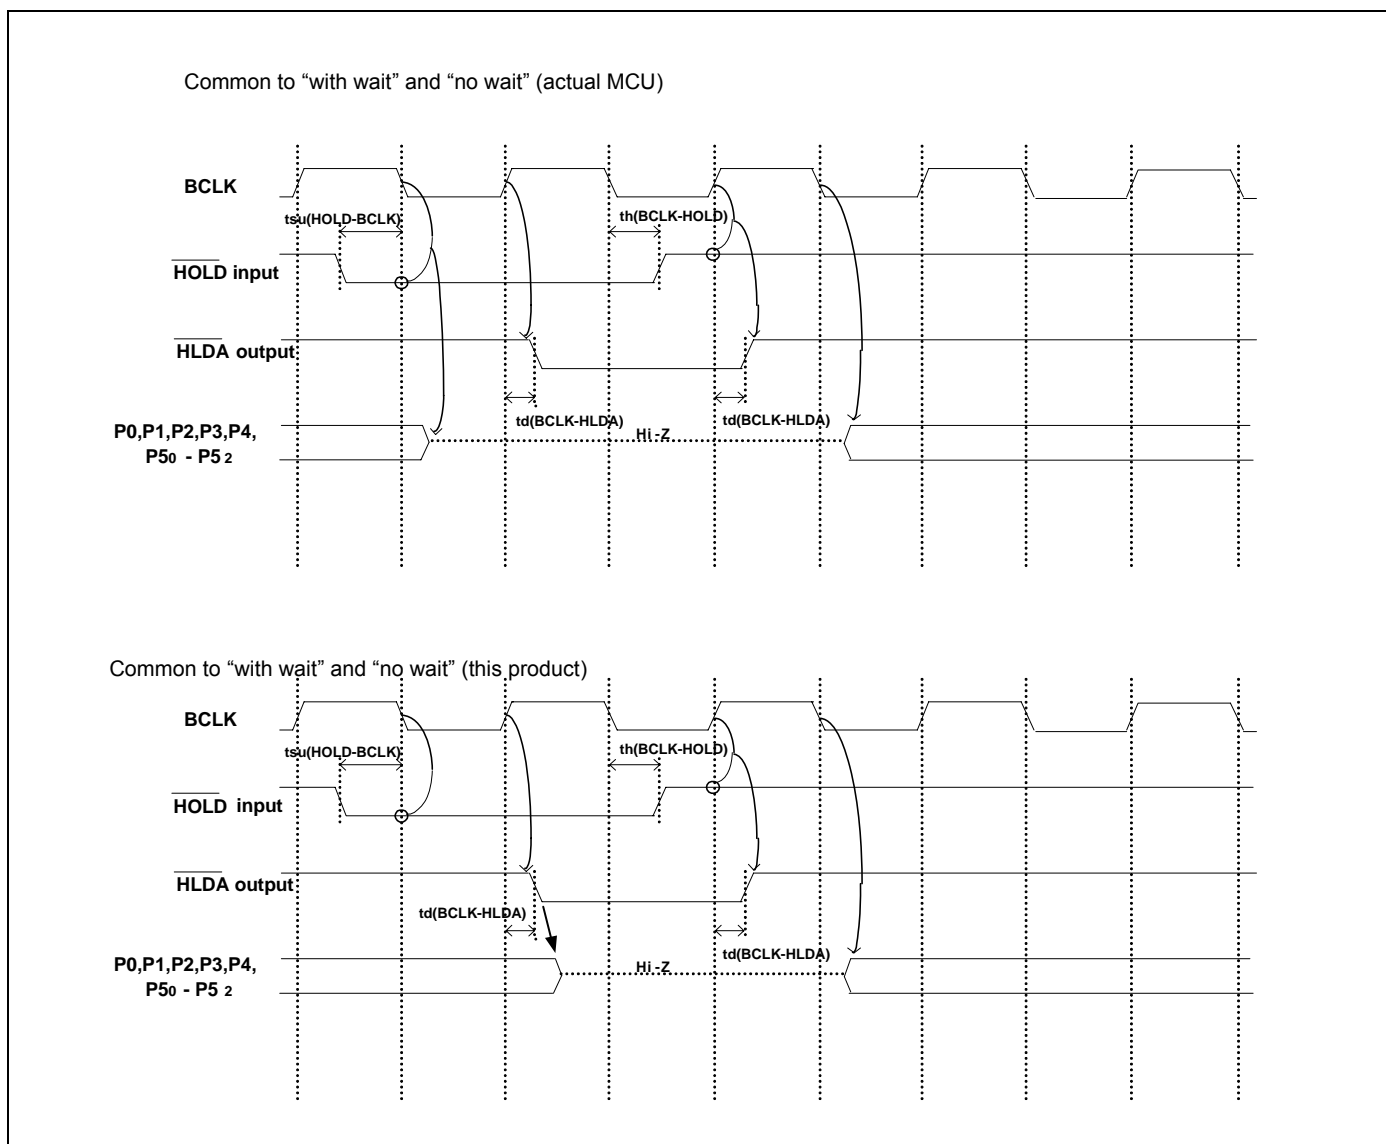 Common to “with wait” and “no wait” (actual MCU)
BCLK
tsu(HOLD-BCLK)
th(BCLK-HOLD)
HOLD input
HLDA output
td(BCLK-HLDA)
td(BCLK-HLDA)
Hi -Z
P0,P1,P2,P3,P4,
P50 - P5 2
Common to “with wait” and “no wait” (this product)
BCLK
tsu(HOLD-BCLK)
th(BCLK-HOLD)
HOLD input
HLDA output
td(BCLK-HLDA)
td(BCLK-HLDA)
Hi -Z
P0,P1,P2,P3,P4,
P50 - P5 2